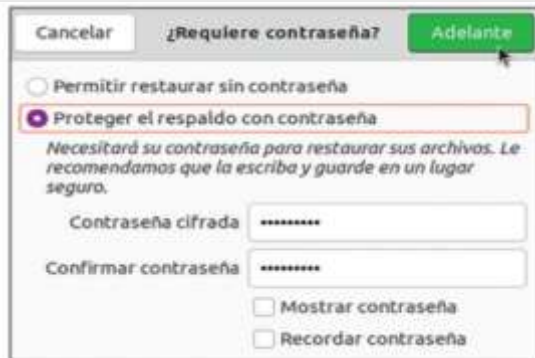 Cancelar ¿Requiere contraseña? Adelante
Permitir restaurar sin contraseña
Proteger el respaldo con contraseña
Necesitará su contraseña para restaurar sus archivos. Le
recomendamos que la escriba y guarde en un lugar
seguro.
Contraseña cifrada •••••••••
Confirmar contraseña •••••••••
Mostrar contraseña
Recordar contraseña